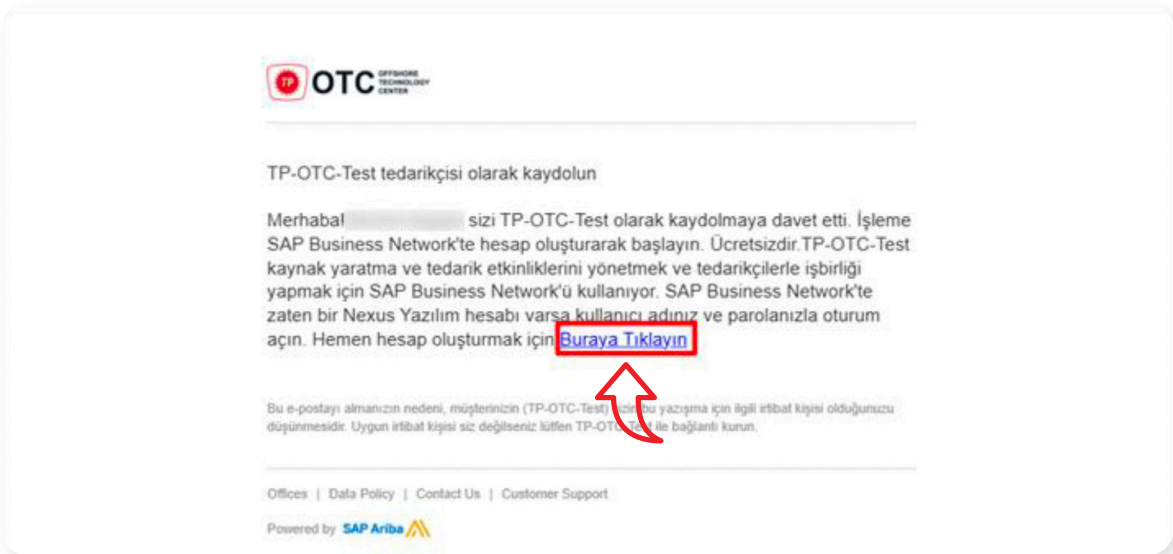 TP OTC OFFSHORE
TECHNOLOGY
CENTER
TP-OTC-Test tedarikçisi olarak kaydolun
Merhaba! sizi TP-OTC-Test olarak kaydolmaya davet etti. İşleme
SAP Business Network'te hesap oluşturarak başlayın. Ücretsizdir.TP-OTC-Test
kaynak yaratma ve tedarik etkinliklerini yönetmek ve tedarikçilerle işbirliği
yapmak için SAP Business Network'ü kullanıyor. SAP Business Network'te
zaten bir Nexus Yazılım hesabı varsa kullanıcı adınız ve parolanızla oturum
açın. Hemen hesap oluşturmak için Buraya Tıklayın
Bu e-postayı almanızın nedeni, müşterinizin (TP-OTC-Test) sizin bu yazışma için ilgili irtibat kişisi olduğunuzu
düşünmesidir. Uygun irtibat kişisi siz değilseniz lütfen TP-OTC-Test ile bağlantı kurun.
Offices | Data Policy | Contact Us | Customer Support
Powered by SAP Ariba